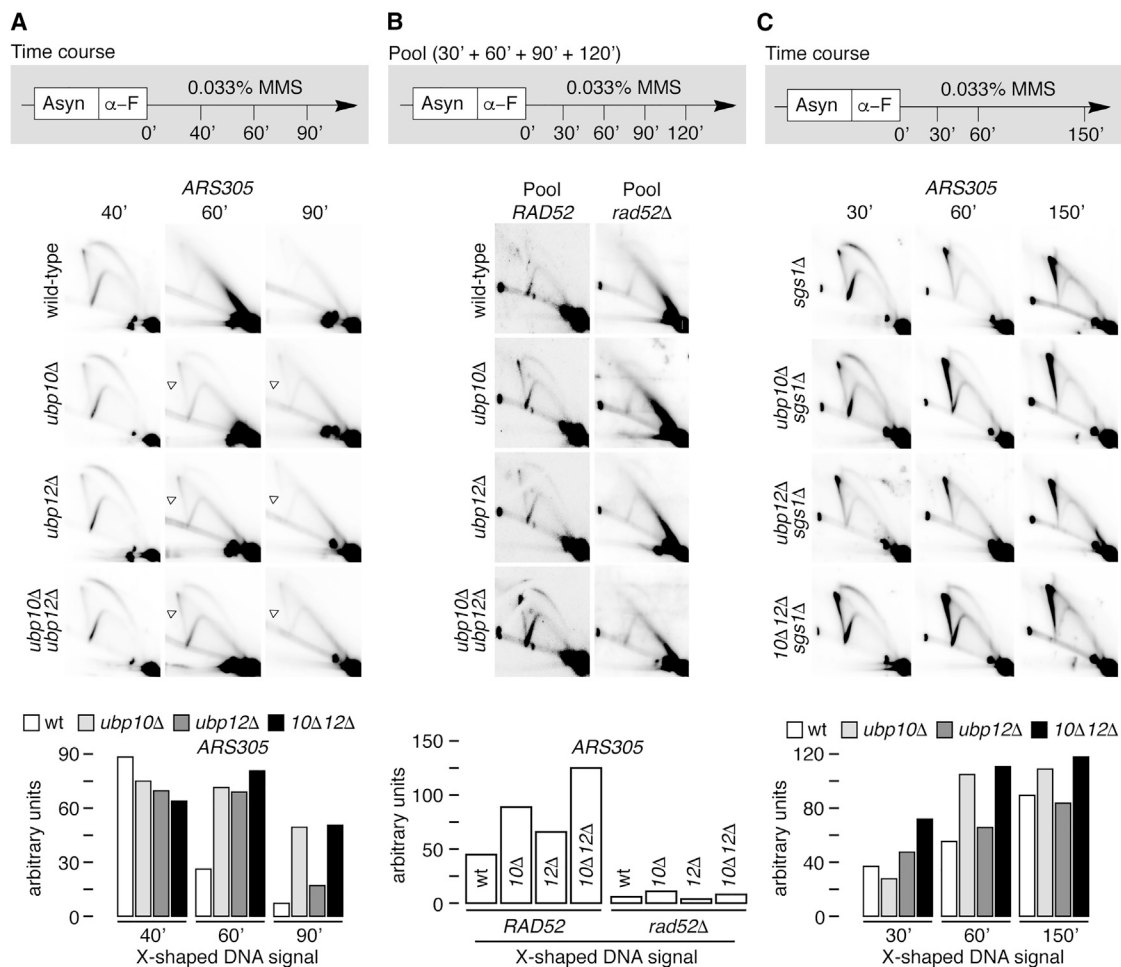 A
Time course
Asyn
α–F
0.033% MMS
0’ 40’ 60’ 90’
ARS305
40’ 60’ 90’
wild-type
ubp10Δ
ubp12Δ
ubp10Δ
ubp12Δ
wt ubp10Δ ubp12Δ 10Δ12Δ
ARS305
arbitrary units
90
60
30
0
40’ 60’ 90’
X-shaped DNA signal
B
Pool (30’ + 60’ + 90’ + 120’)
Asyn
α–F
0.033% MMS
0’ 30’ 60’ 90’ 120’
Pool Pool
RAD52 rad52Δ
wild-type
ubp10Δ
ubp12Δ
ubp10Δ
ubp12Δ
ARS305
arbitrary units
150
100
50
0
wt 10Δ 12Δ 10Δ12Δ wt 10Δ 12Δ 10Δ12Δ
RAD52 rad52Δ
X-shaped DNA signal
C
Time course
Asyn
α–F
0.033% MMS
0’ 30’ 60’ 150’
ARS305
30’ 60’ 150’
sgs1Δ
ubp10Δ
sgs1Δ
ubp12Δ
sgs1Δ
10Δ12Δ
sgs1Δ
wt ubp10Δ ubp12Δ 10Δ12Δ
arbitrary units
120
80
40
0
30’ 60’ 150’
X-shaped DNA signal